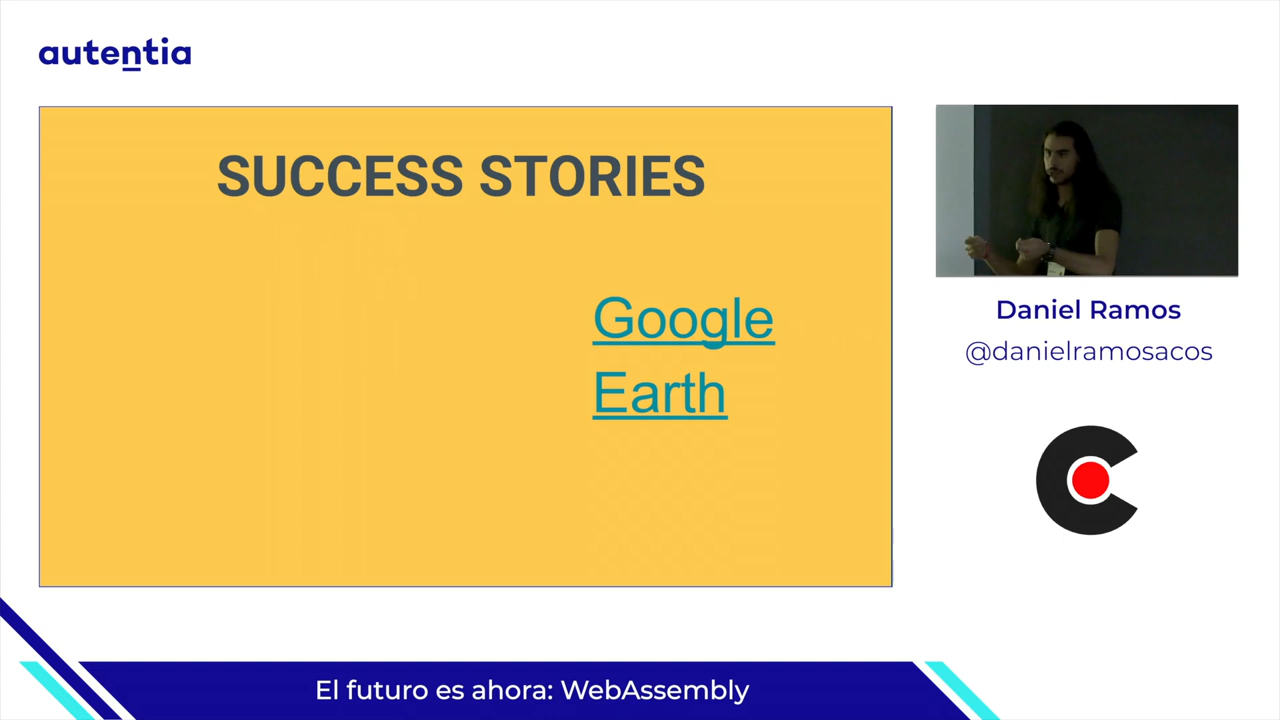 autentia
SUCCESS STORIES
Google
Earth
Daniel Ramos
@danielramosacos
El futuro es ahora: WebAssembly